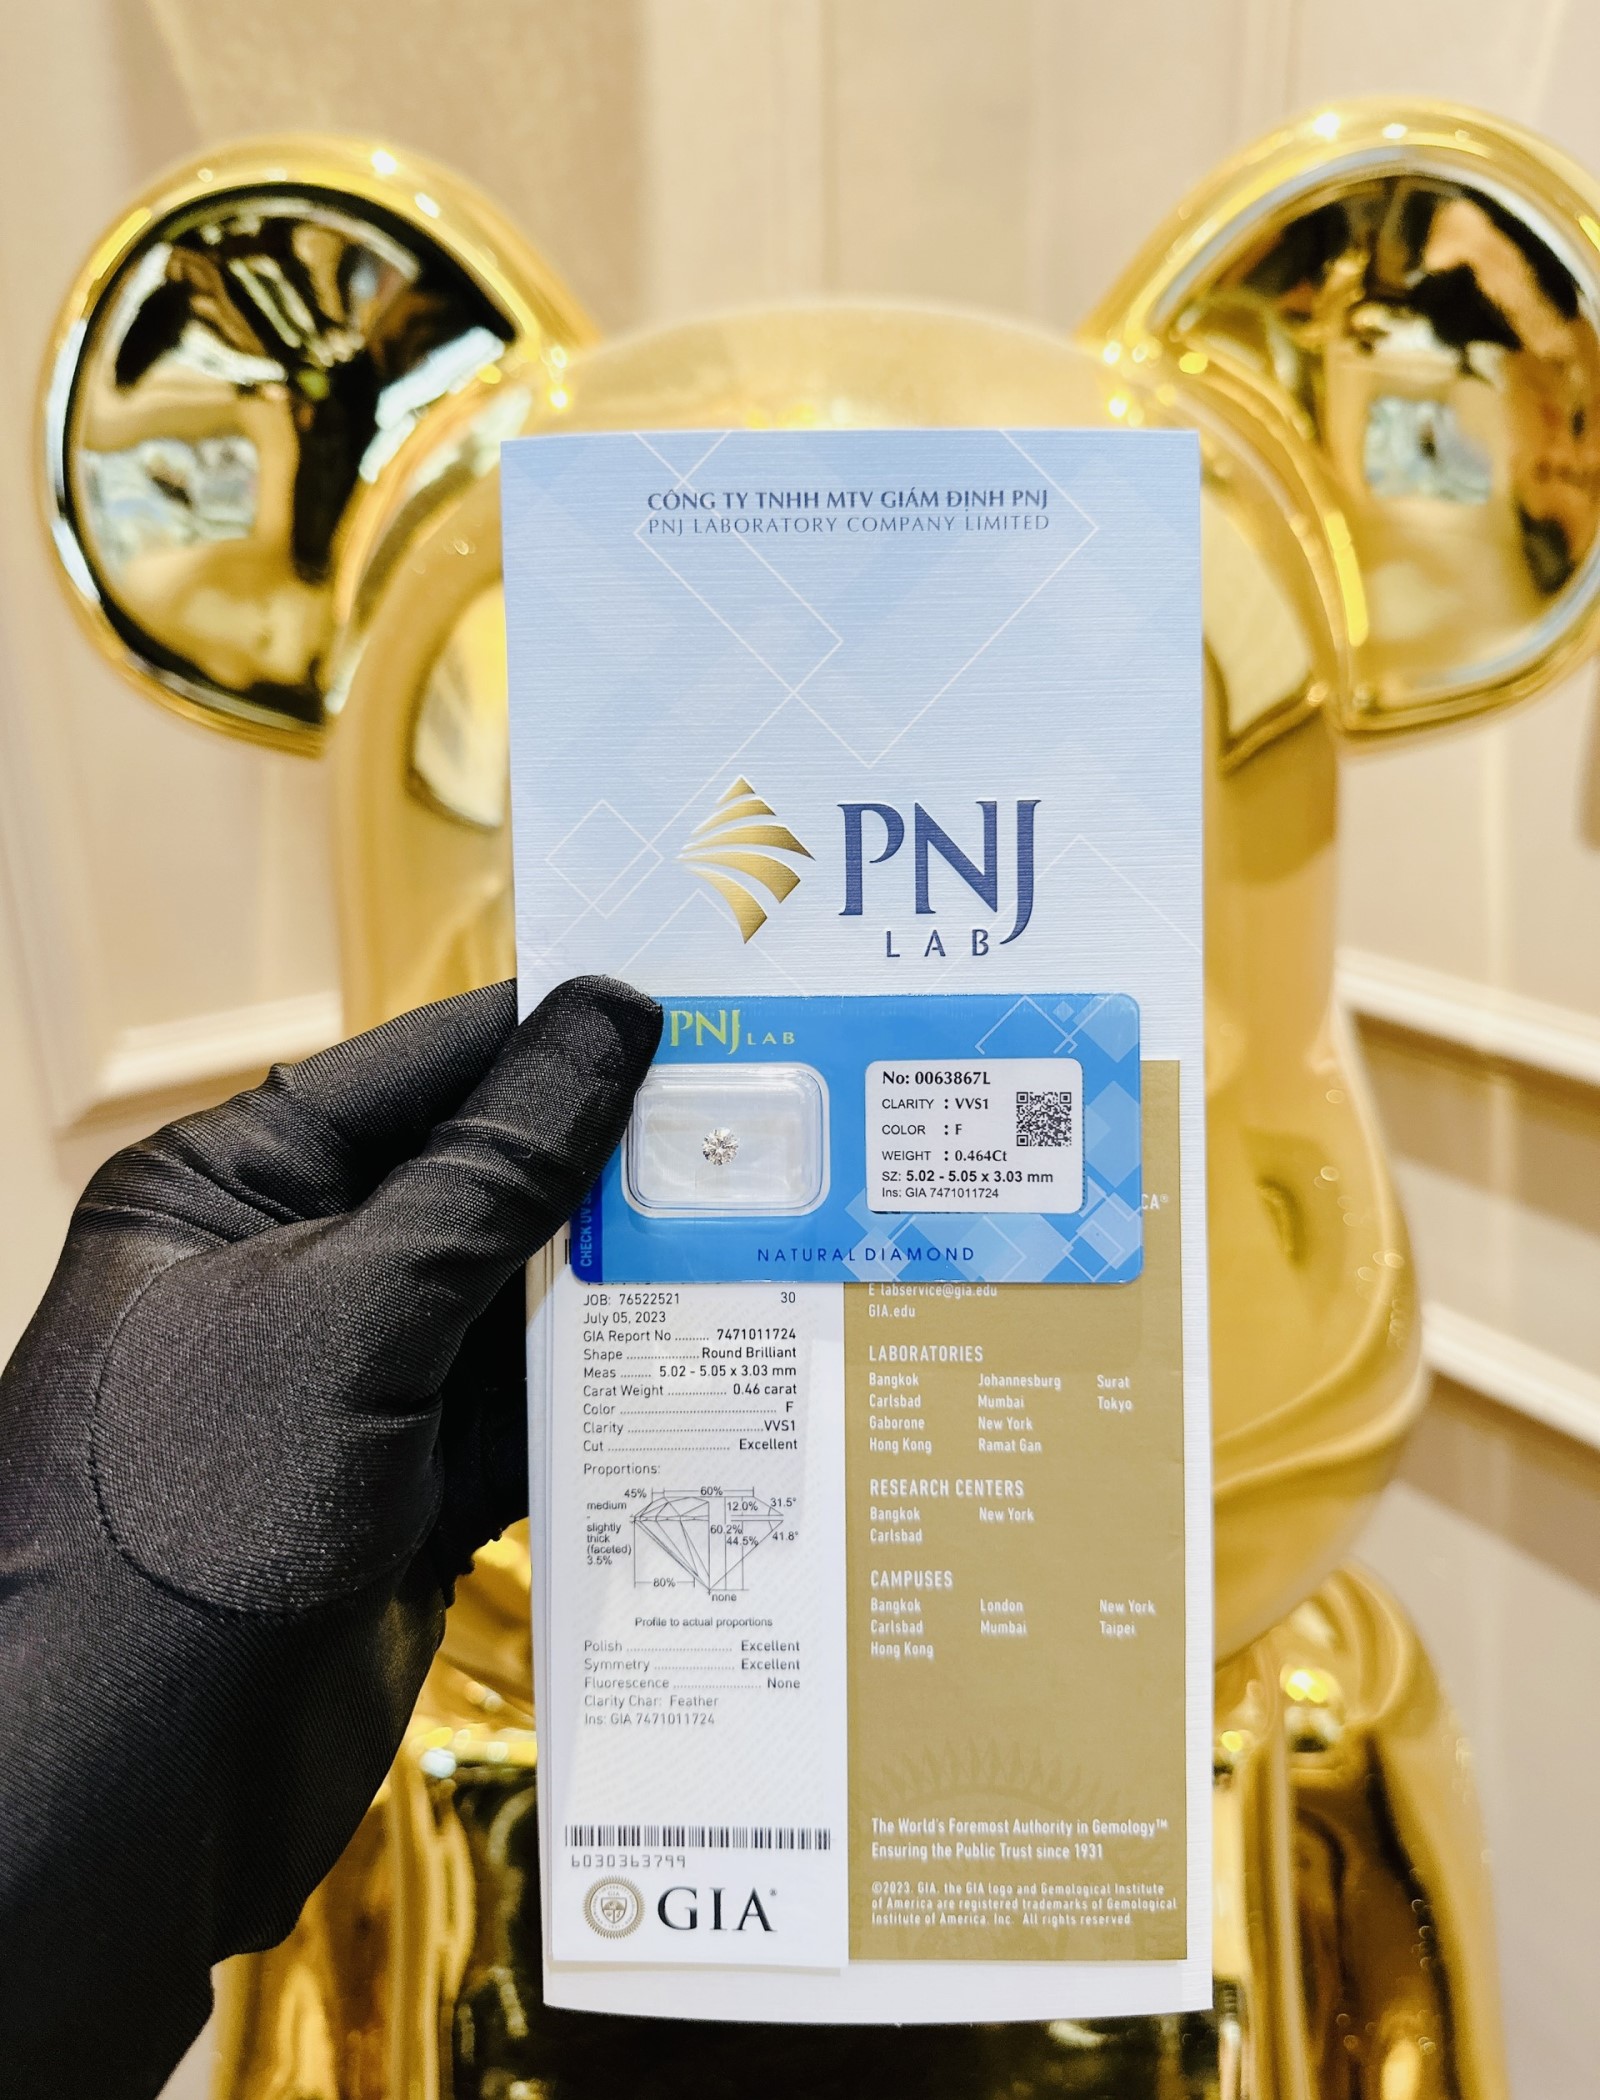 CÔNG TY TNHH MTV GIÁM ĐỊNH PNJ
PNJ LABORATORY COMPANY LIMITED
PNJ
LAB
PNJ LAB
No: 0063867L
CLARITY : VVS1
COLOR : F
WEIGHT : 0.464Ct
SZ: 5.02 - 5.05 x 3.03 mm
Ins: GIA 7471011724
CHECK UV
NATURAL DIAMOND
JOB: 76522521 30
July 05, 2023
GIA Report No .......... 7471011724
Shape .................... Round Brilliant
Meas ......... 5.02 - 5.05 x 3.03 mm
Carat Weight ................. 0.46 carat
Color ............................................. F
Clarity ........................................ VVS1
Cut .................................... Excellent
Proportions:
45% 60%
medium
-
slightly
thick
(faceted)
3.5%
12.0% 31.5°
60.2%
44.5% 41.8°
80%
none
Profile to actual proportions
Polish ............................... Excellent
Symmetry ........................ Excellent
Fluorescence .......................... None
Clarity Char: Feather
Ins: GIA 7471011724
6030363799
GIA®
CA®
E labservice@gia.edu
GIA.edu
LABORATORIES
Bangkok Johannesburg Surat
Carlsbad Mumbai Tokyo
Gaborone New York
Hong Kong Ramat Gan
RESEARCH CENTERS
Bangkok New York
Carlsbad
CAMPUSES
Bangkok London New York
Carlsbad Mumbai Taipei
Hong Kong
The World's Foremost Authority in Gemology™
Ensuring the Public Trust since 1931
©2023. GIA, the GIA logo and Gemological Institute
of America are registered trademarks of Gemological
Institute of America, Inc. All rights reserved.